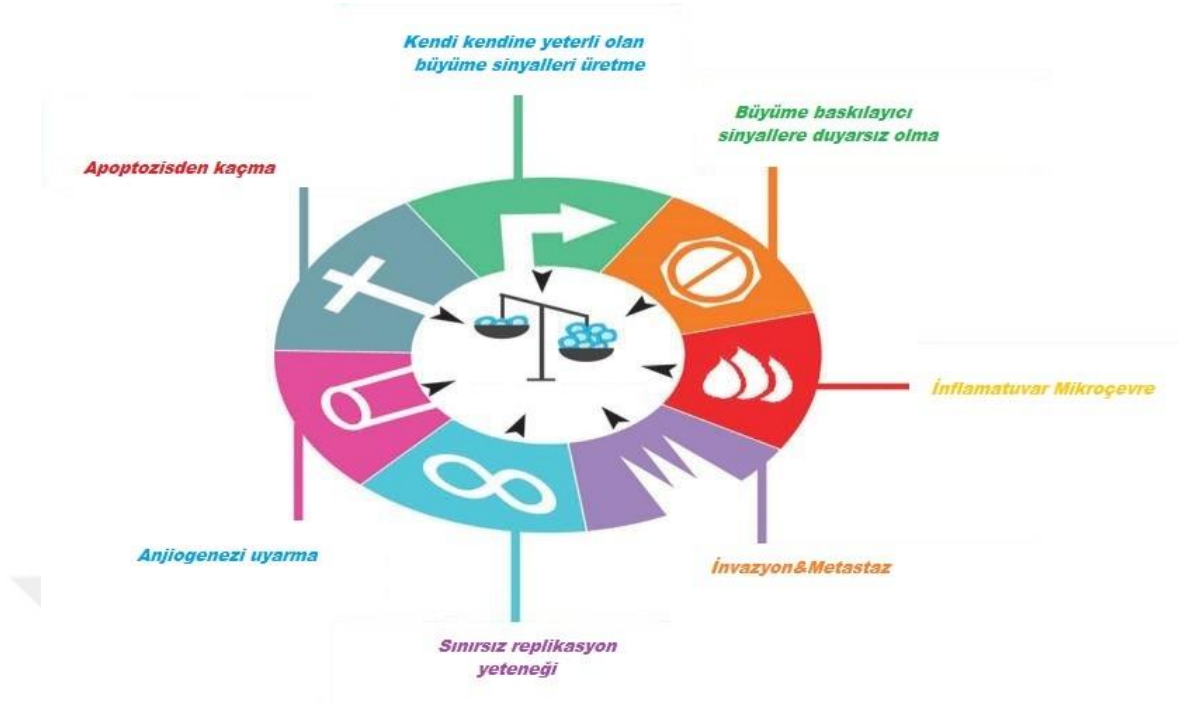 Kendi kendine yeterli olan
büyüme sinyalleri üretme
Büyüme baskılayıcı
sinyallere duyarsız olma
Apoptozisden kaçma
İnflamatuvar Mikroçevre
Anjiogenezi uyarma
İnvazyon&Metastaz
Sınırsız replikasyon
yeteneği